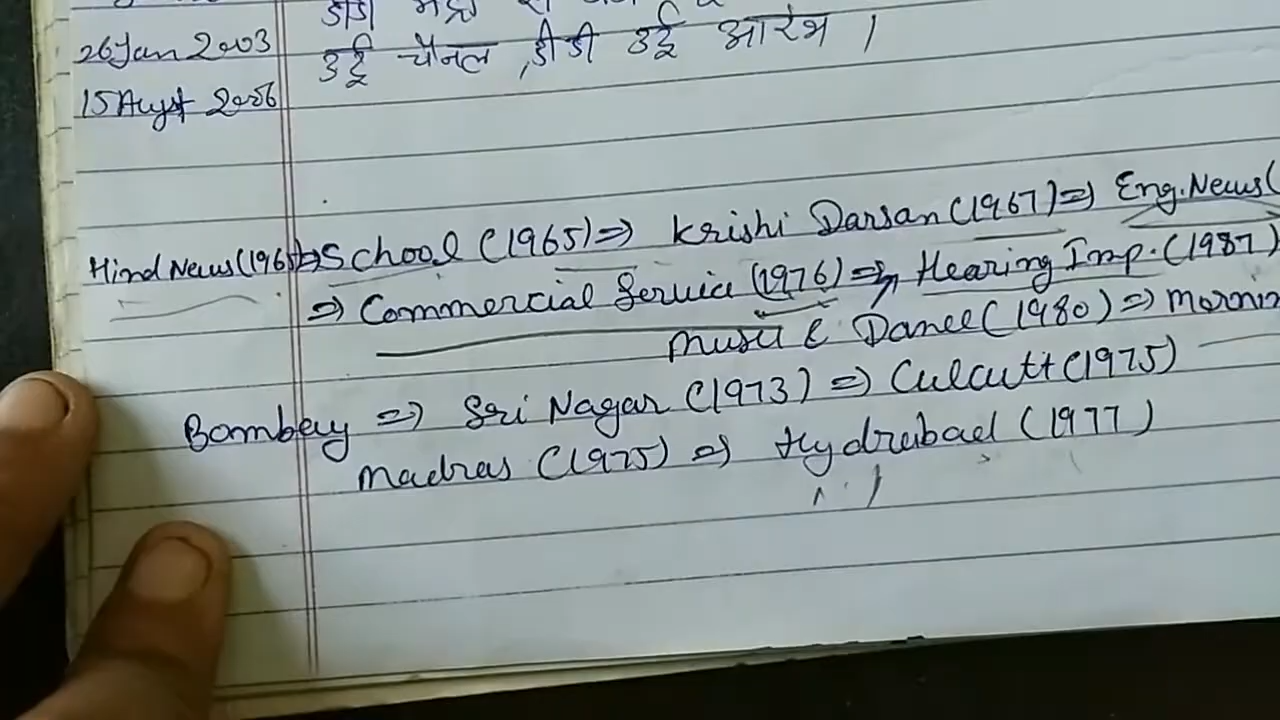 26 Jan 2003
उर्दू चैनल, डीडी उर्दू आरंभ ।
15 Augst 2006
Hind News (1965) ⇒ School (1965) ⇒ Krishi Darsan (1967) ⇒ Eng. News (
⇒ Commercial Service (1976) ⇒ Hearing Imp. (1987)
Music & Dance (1980) ⇒ Mornin
Bombay ⇒ Sri Nagar (1973) ⇒ Culcutt (1975)
Madras (1975) ⇒ Hydrabad (1977)